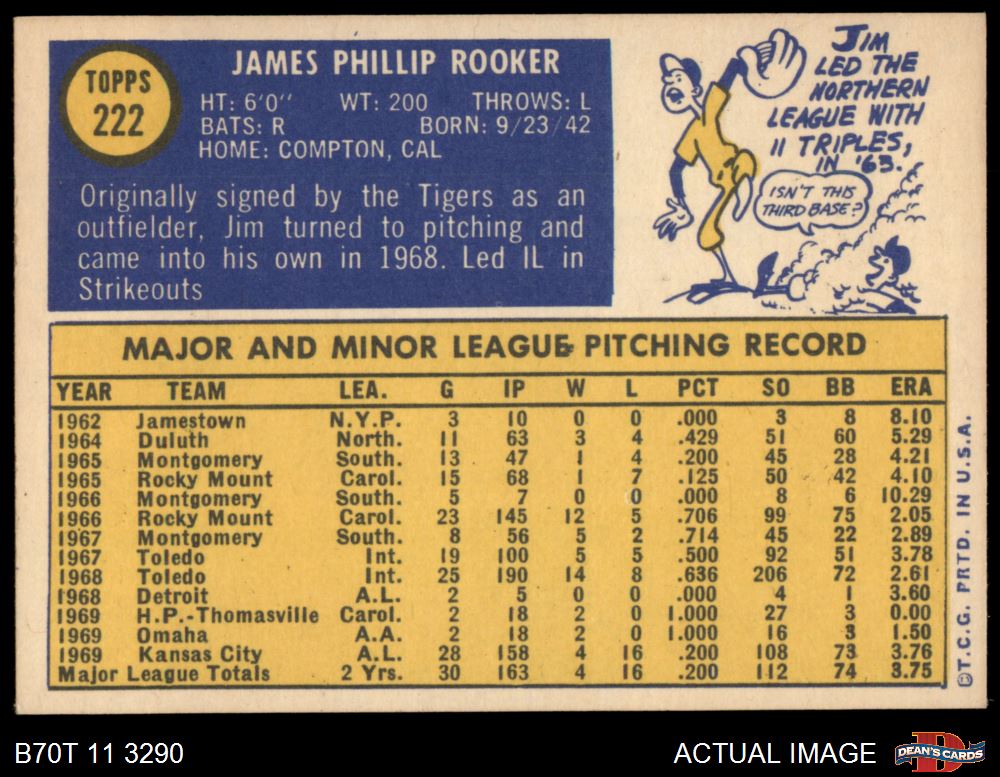 TOPPS
222
JAMES PHILLIP ROOKER
HT: 6'0" WT: 200 THROWS: L
BATS: R BORN: 9/23/42
HOME: COMPTON, CAL
Originally signed by the Tigers as an
outfielder, Jim turned to pitching and
came into his own in 1968. Led IL in
Strikeouts
JIM
LED THE
NORTHERN
LEAGUE WITH
11 TRIPLES,
IN '63.
ISN'T THIS
THIRD BASE?
MAJOR AND MINOR LEAGUE PITCHING RECORD
YEAR TEAM LEA. G IP W L PCT SO BB ERA
1962 Jamestown N.Y.P. 3 10 0 0 .000 3 8 8.10
1964 Duluth North. 11 63 3 4 .429 51 60 5.29
1965 Montgomery South. 13 47 1 4 .200 45 28 4.21
1965 Rocky Mount Carol. 15 68 1 7 .125 50 42 4.10
1966 Montgomery South. 5 7 0 0 .000 8 6 10.29
1966 Rocky Mount Carol. 23 145 12 5 .706 99 75 2.05
1967 Montgomery South. 8 56 5 2 .714 45 22 2.89
1967 Toledo Int. 19 100 5 5 .500 92 51 3.78
1968 Toledo Int. 25 190 14 8 .636 206 72 2.61
1968 Detroit A.L. 2 5 0 0 .000 4 1 3.60
1969 H.P.-Thomasville Carol. 2 18 2 0 1.000 27 3 0.00
1969 Omaha A.A. 2 18 2 0 1.000 16 3 1.50
1969 Kansas City A.L. 28 158 4 16 .200 108 73 3.76
Major League Totals 2 Yrs. 30 163 4 16 .200 112 74 3.75
©T.C.G. PRTD. IN U.S.A.
B70T 11 3290
ACTUAL IMAGE
D
DEAN'S CARDS